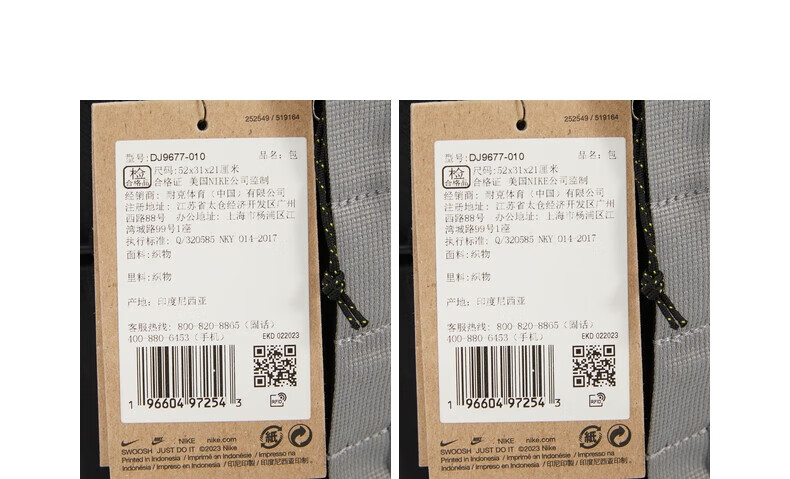 252549 / 519164
型号:DJ9677-010 品名: 包
检 合格品
尺码:52x31x21厘米
合格证 美国NIKE公司监制
经销商: 耐克体育（中国）有限公司
注册地址: 江苏省太仓经济开发区广州
西路88号 办公地址: 上海市杨浦区江
湾城路99号1座
执行标准: Q/320585 NKY 014-2017
面料:织物
里料:织物
产地: 印度尼西亚
客服热线: 800-820-8865（固话）
400-880-6453（手机） EKD 022023
1 96604 97254 3
RFID
NIKE nike.com
紙
SWOOSH JUST DO IT ©2023 Nike
Printed in Indonesia / Imprimé en Indonésie / Impresso na
Indonésia / Impreso en Indonesia / 印尼印製 / 印度尼西亚印制.
252549 / 519164
型号:DJ9677-010 品名: 包
检 合格品
尺码:52x31x21厘米
合格证 美国NIKE公司监制
经销商: 耐克体育（中国）有限公司
注册地址: 江苏省太仓经济开发区广州
西路88号 办公地址: 上海市杨浦区江
湾城路99号1座
执行标准: Q/320585 NKY 014-2017
面料:织物
里料:织物
产地: 印度尼西亚
客服热线: 800-820-8865（固话）
400-880-6453（手机） EKD 022023
1 96604 97254 3
RFID
NIKE nike.com
紙
SWOOSH JUST DO IT ©2023 Nike
Printed in Indonesia / Imprimé en Indonésie / Impresso na
Indonésia / Impreso en Indonesia / 印尼印製 / 印度尼西亚印制.